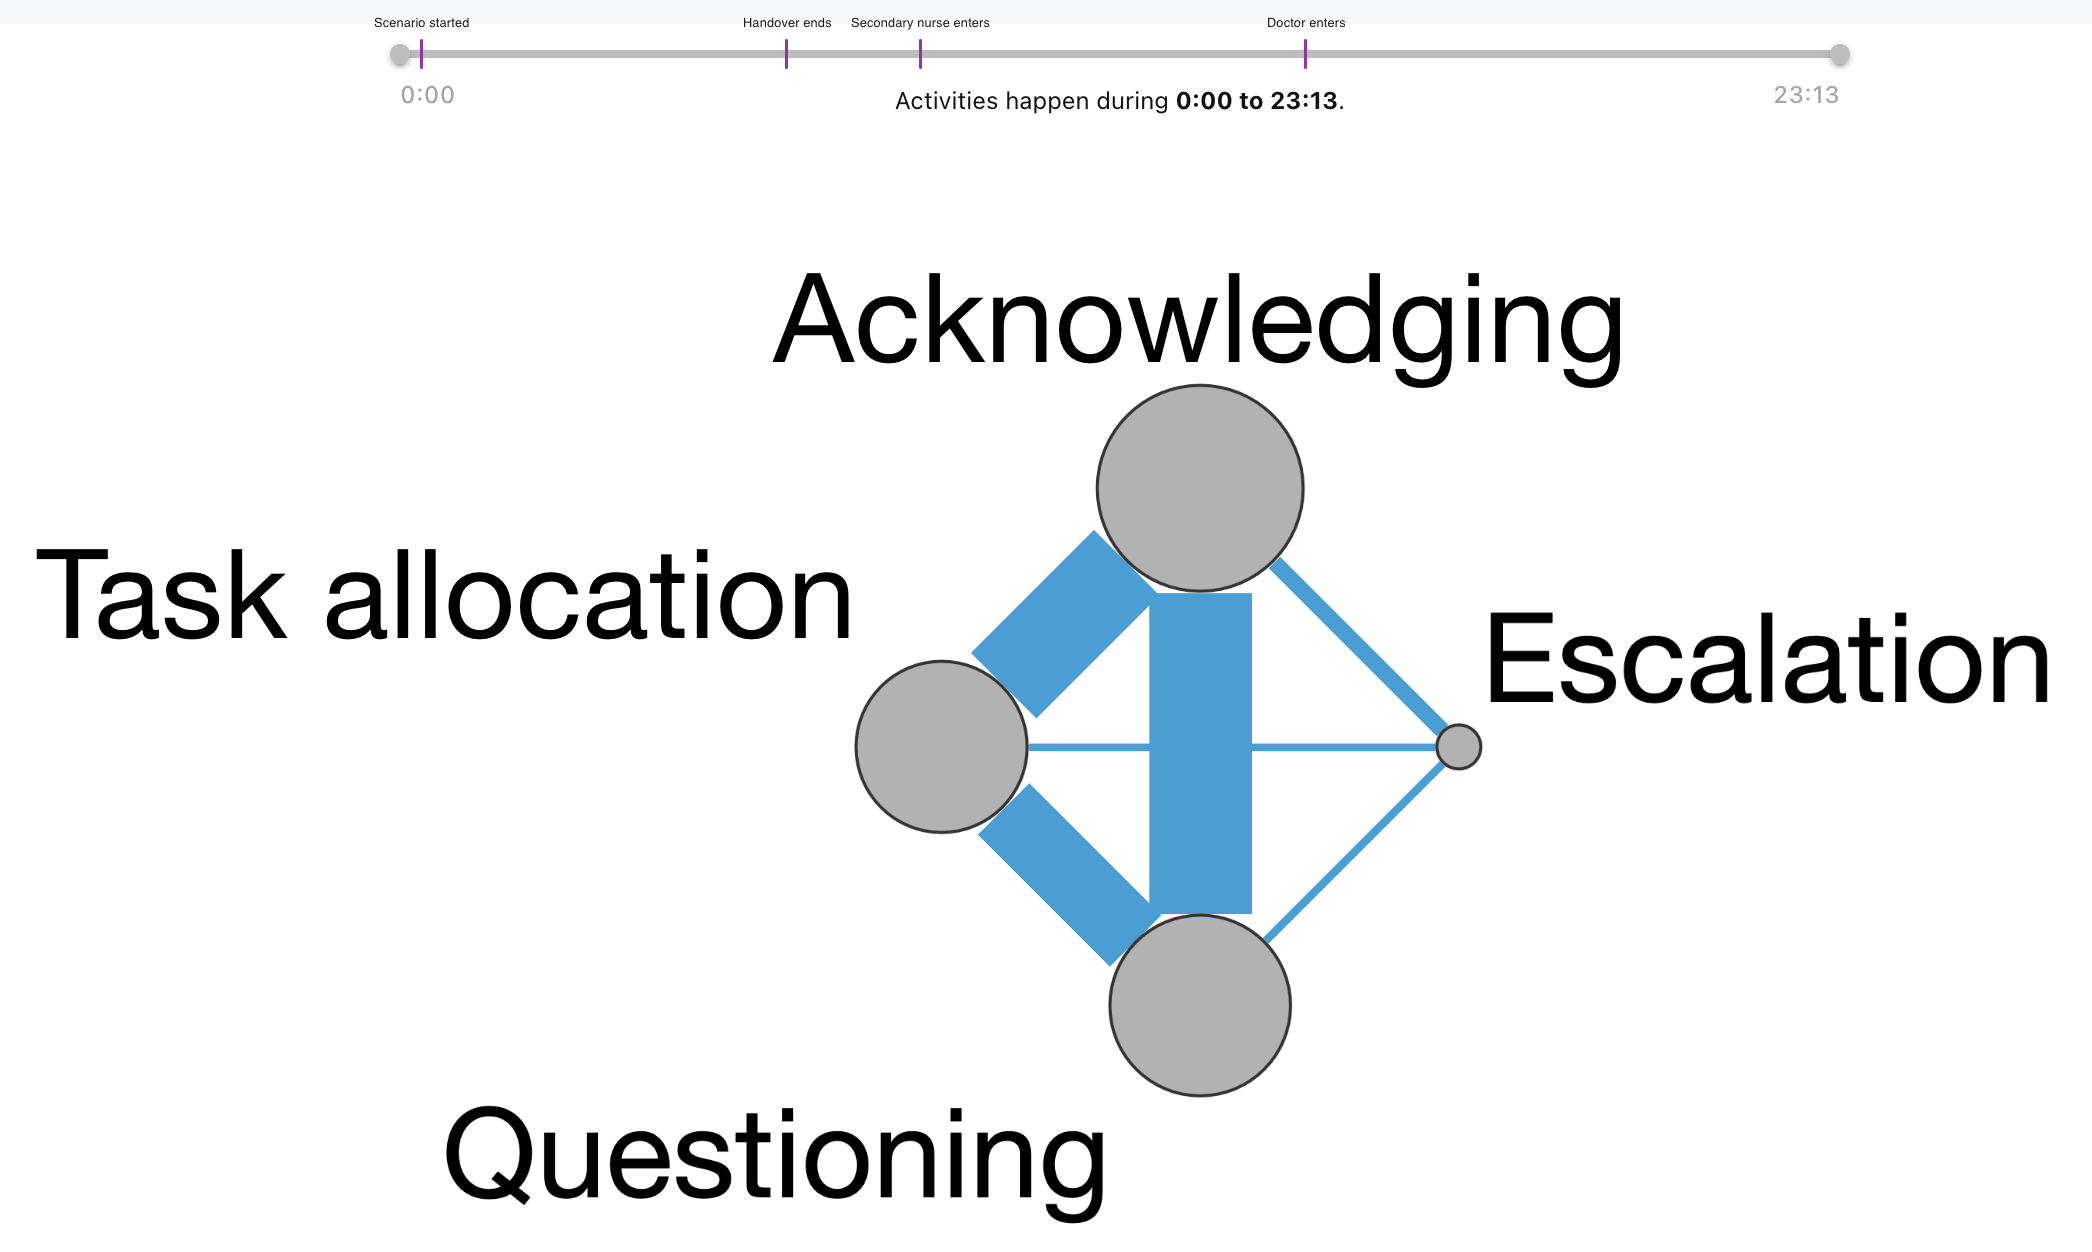 Scenario started
Handover ends
Secondary nurse enters
Doctor enters
0:00
Activities happen during 0:00 to 23:13.
23:13
Acknowledging
Task allocation
Escalation
Questioning